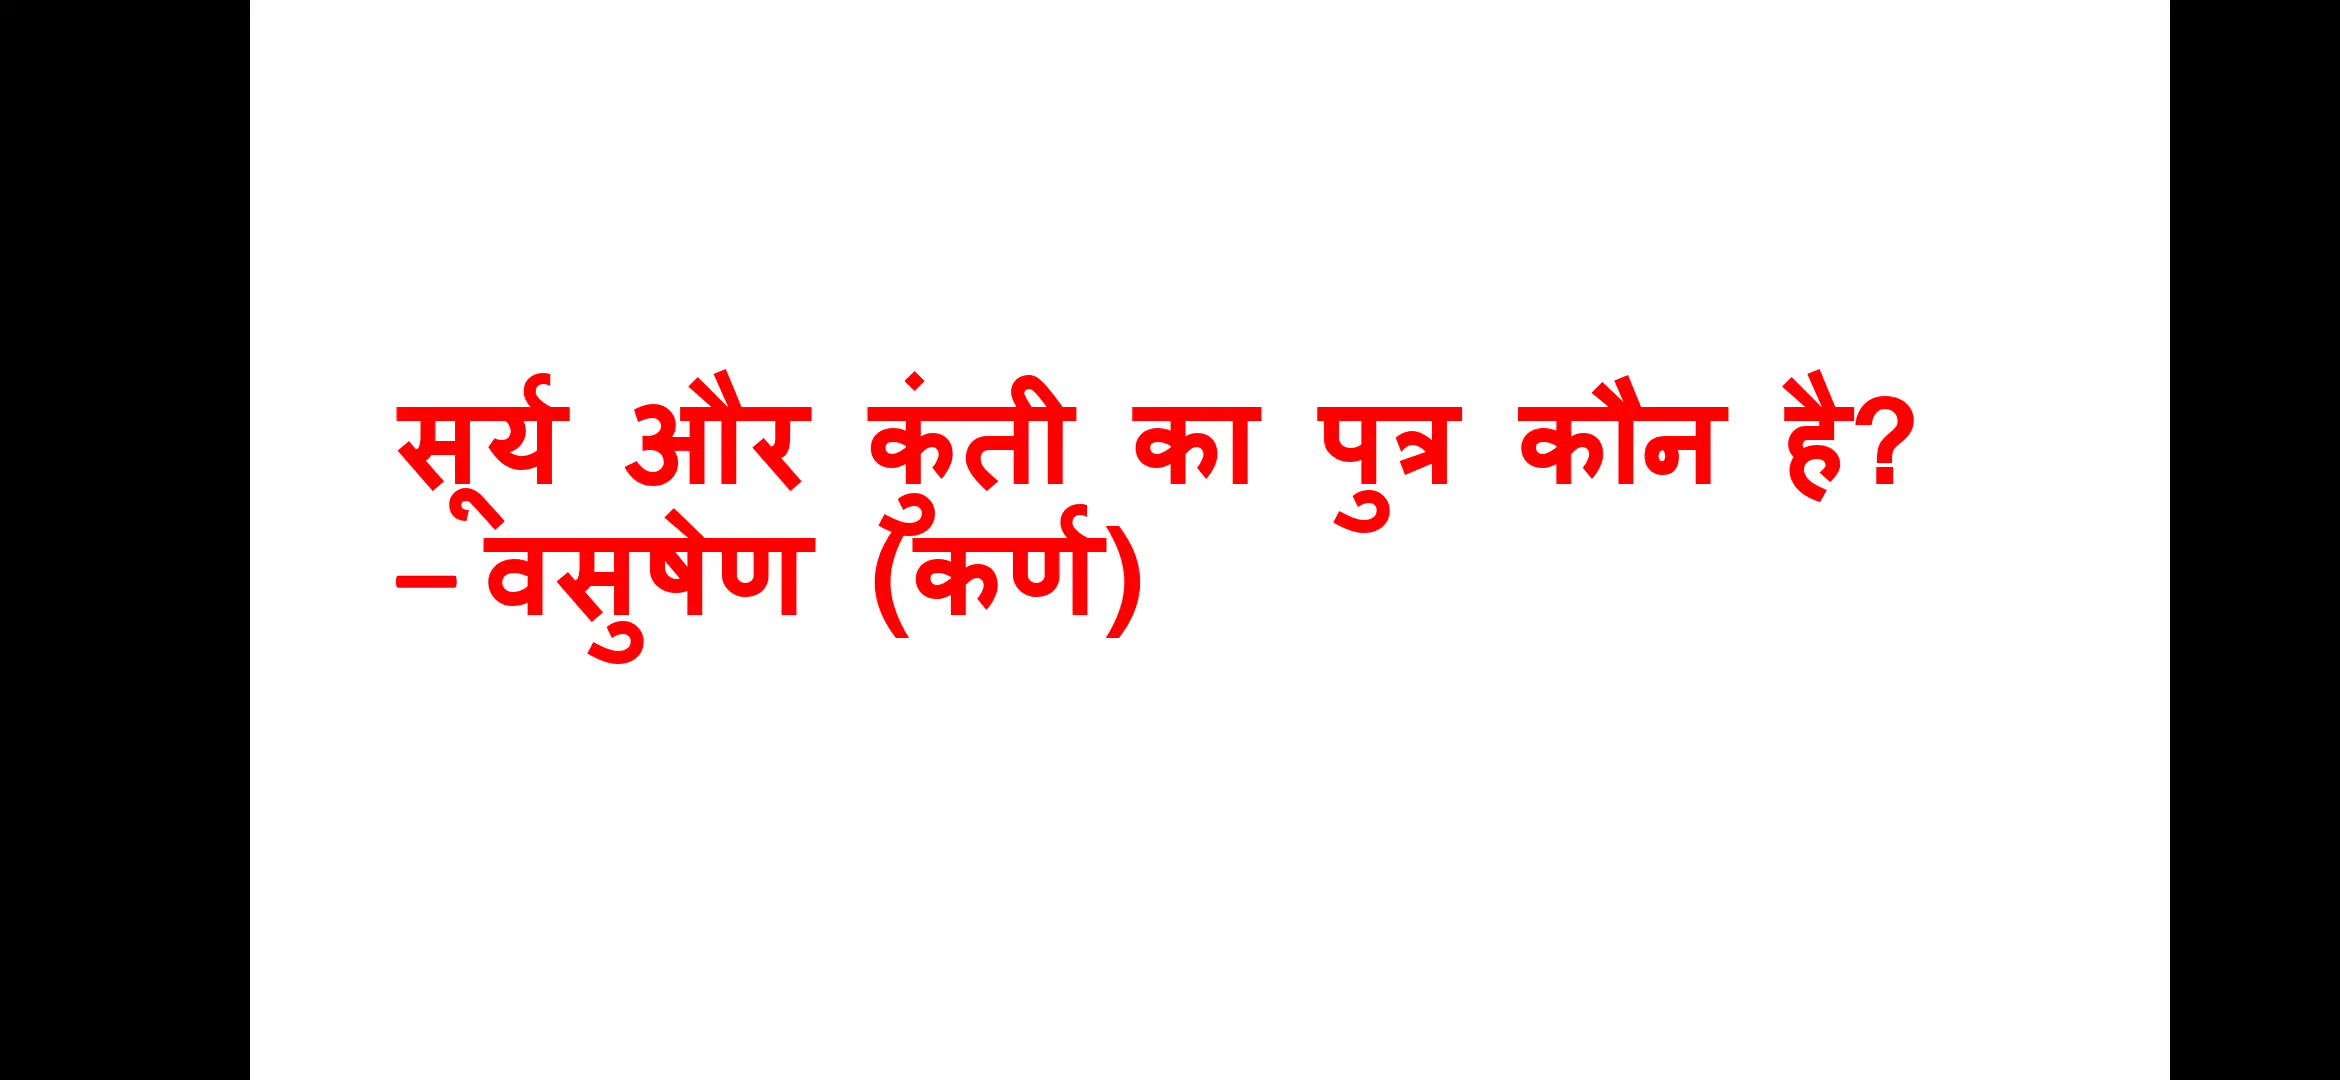 सूर्य और कुंती का पुत्र कौन है?
– वसुषेण (कर्ण)